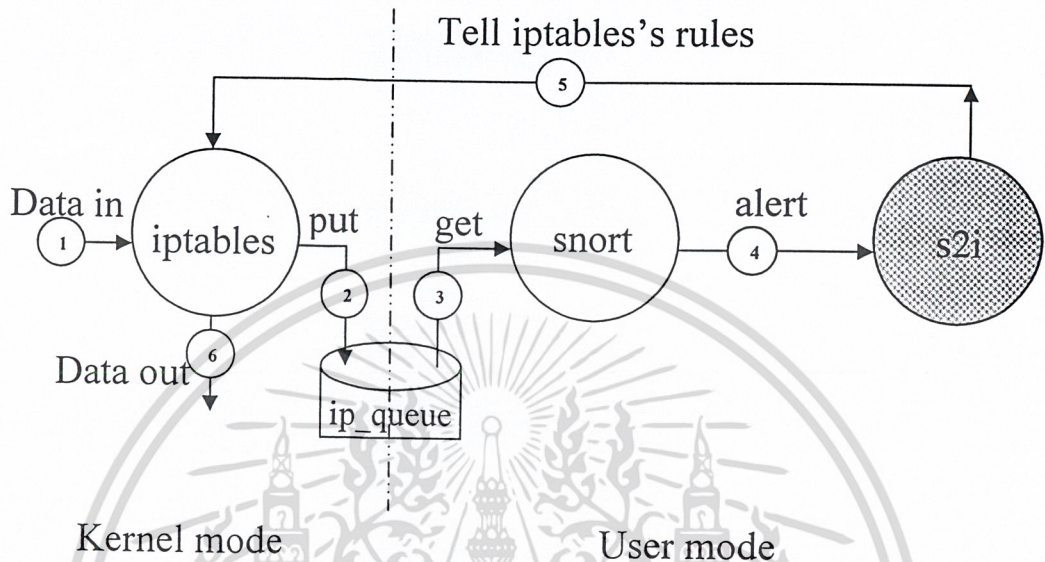 Tell iptables's rules
5
Data in
1
iptables
put
get
snort
alert
4
s2i
2
3
6
Data out
ip_queue
Kernel mode
User mode